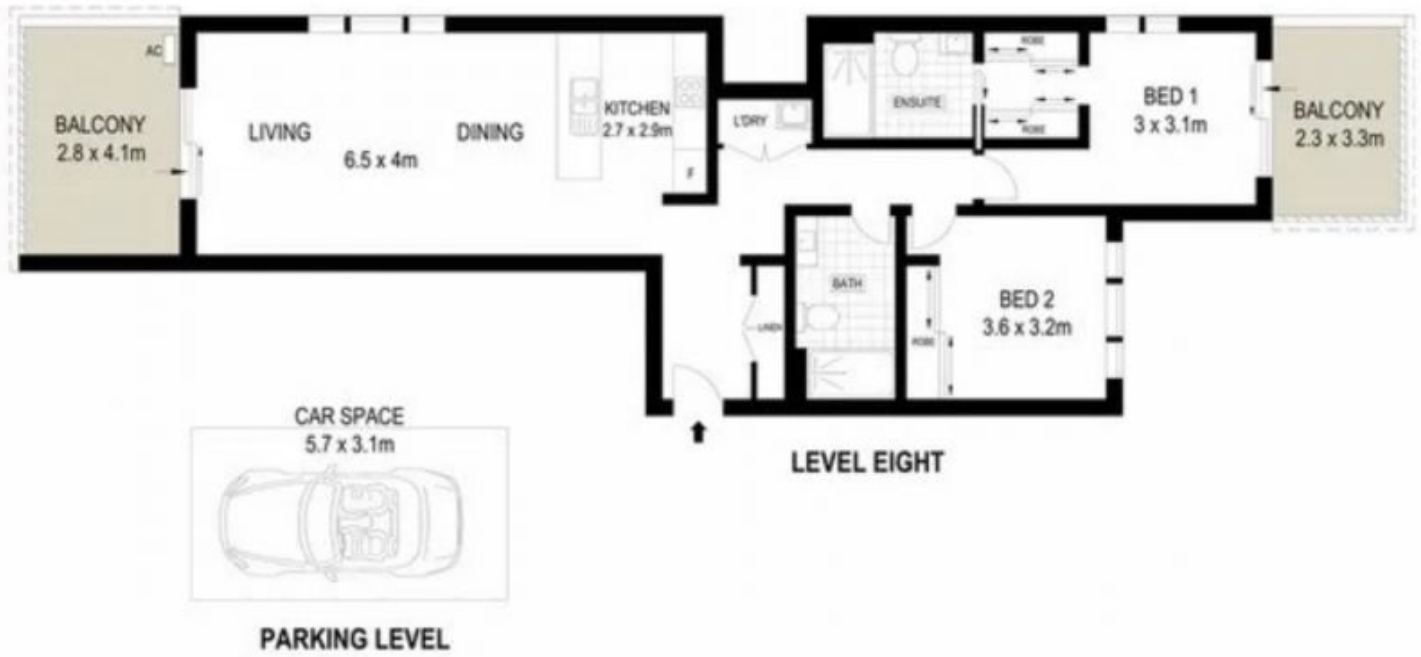 AC
BALCONY
2.8 x 4.1m
LIVING
DINING
6.5 x 4m
KITCHEN
2.7 x 2.9m
F
L'DRY
ENSUITE
ROBE
ROBE
BED 1
3 x 3.1m
BALCONY
2.3 x 3.3m
BATH
LINEN
ROBE
BED 2
3.6 x 3.2m
CAR SPACE
5.7 x 3.1m
LEVEL EIGHT
PARKING LEVEL